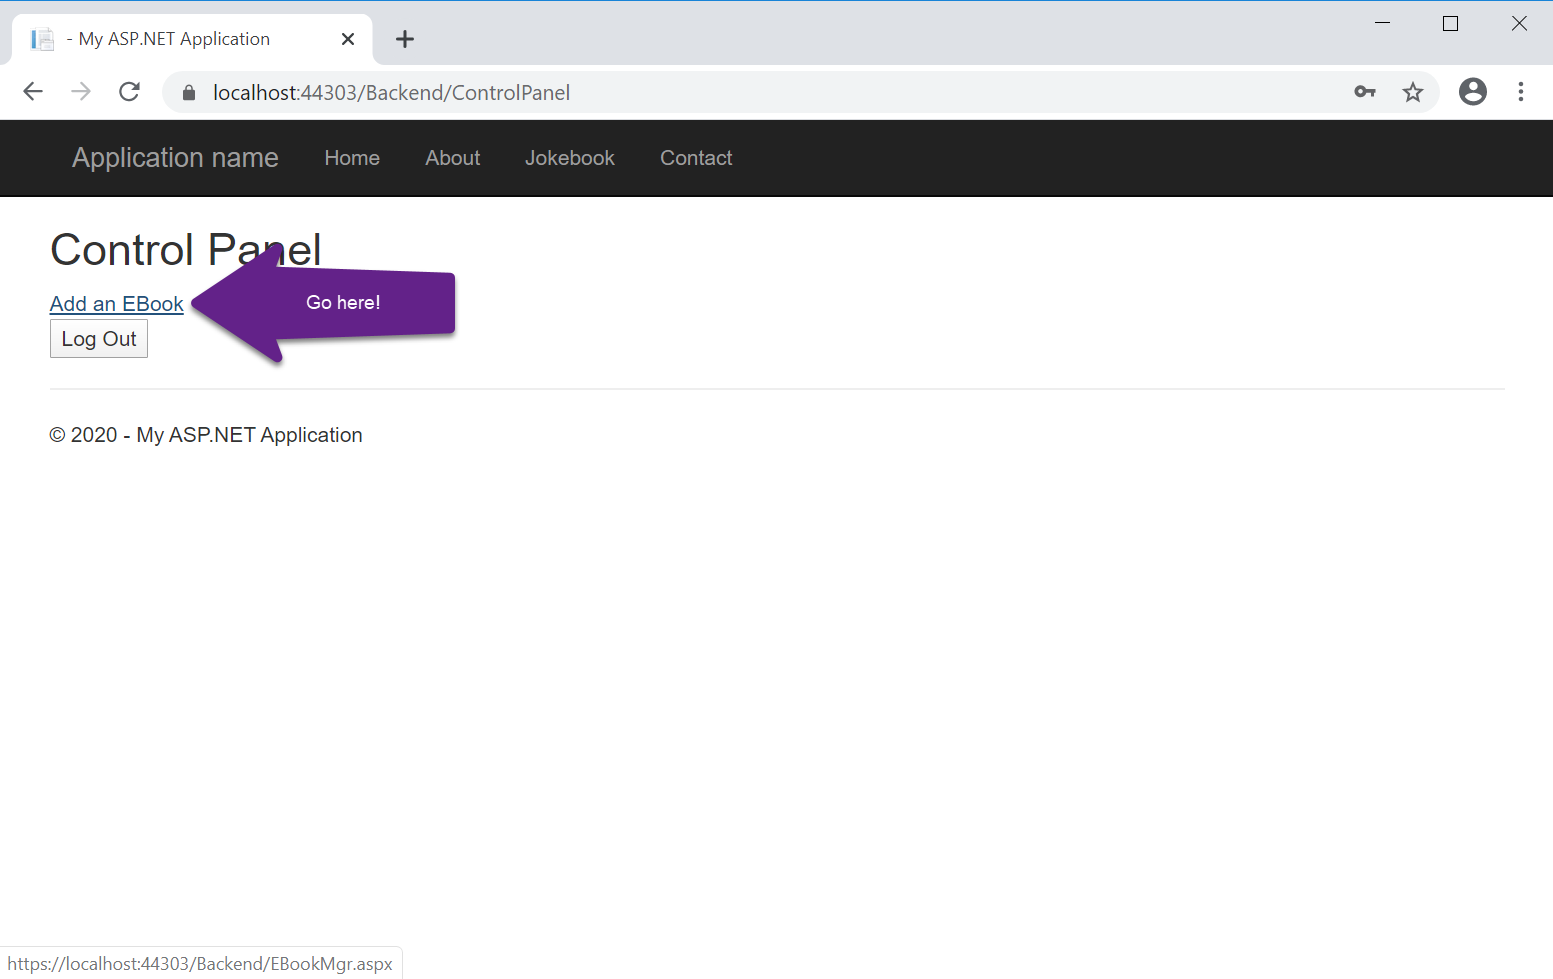 - My ASP.NET Application
localhost:44303/Backend/ControlPanel
Application name Home About Jokebook Contact
Control Panel
Add an EBook
Go here!
Log Out
© 2020 - My ASP.NET Application
https://localhost:44303/Backend/EBookMgr.aspx